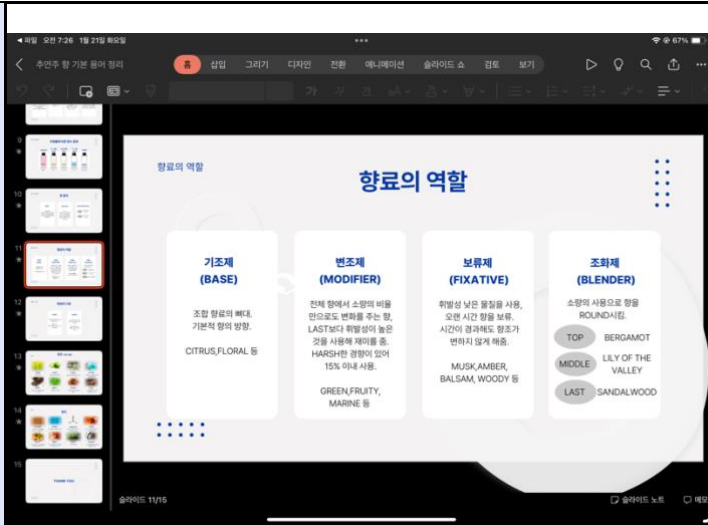 ◀파일 오전 7:26 1월 21일 화요일
67%
추연주 향 기본 용어 정리
홈 삽입 그리기 디자인 전환 애니메이션 슬라이드 쇼 검토 보기
9
10
11
12
13
14
15
향료의 역할
향료의 역할
기조제
(BASE)
조합 향료의 뼈대.
기본적 향의 방향.
CITRUS,FLORAL 등
변조제
(MODIFIER)
전체 향에서 소량의 비율
만으로도 변화를 주는 향,
LAST보다 휘발성이 높은
것을 사용해 재미를 줌.
HARSH한 경향이 있어
15% 이내 사용.
GREEN,FRUITY,
MARINE 등
보류제
(FIXATIVE)
휘발성 낮은 물질을 사용,
오랜 시간 향을 보류.
시간이 경과해도 향조가
변하지 않게 해줌.
MUSK,AMBER,
BALSAM, WOODY 등
조화제
(BLENDER)
소량의 사용으로 향을
ROUND시킴.
TOP BERGAMOT
MIDDLE LILY OF THE
VALLEY
LAST SANDALWOOD
슬라이드 11/15
슬라이드 노트
메모